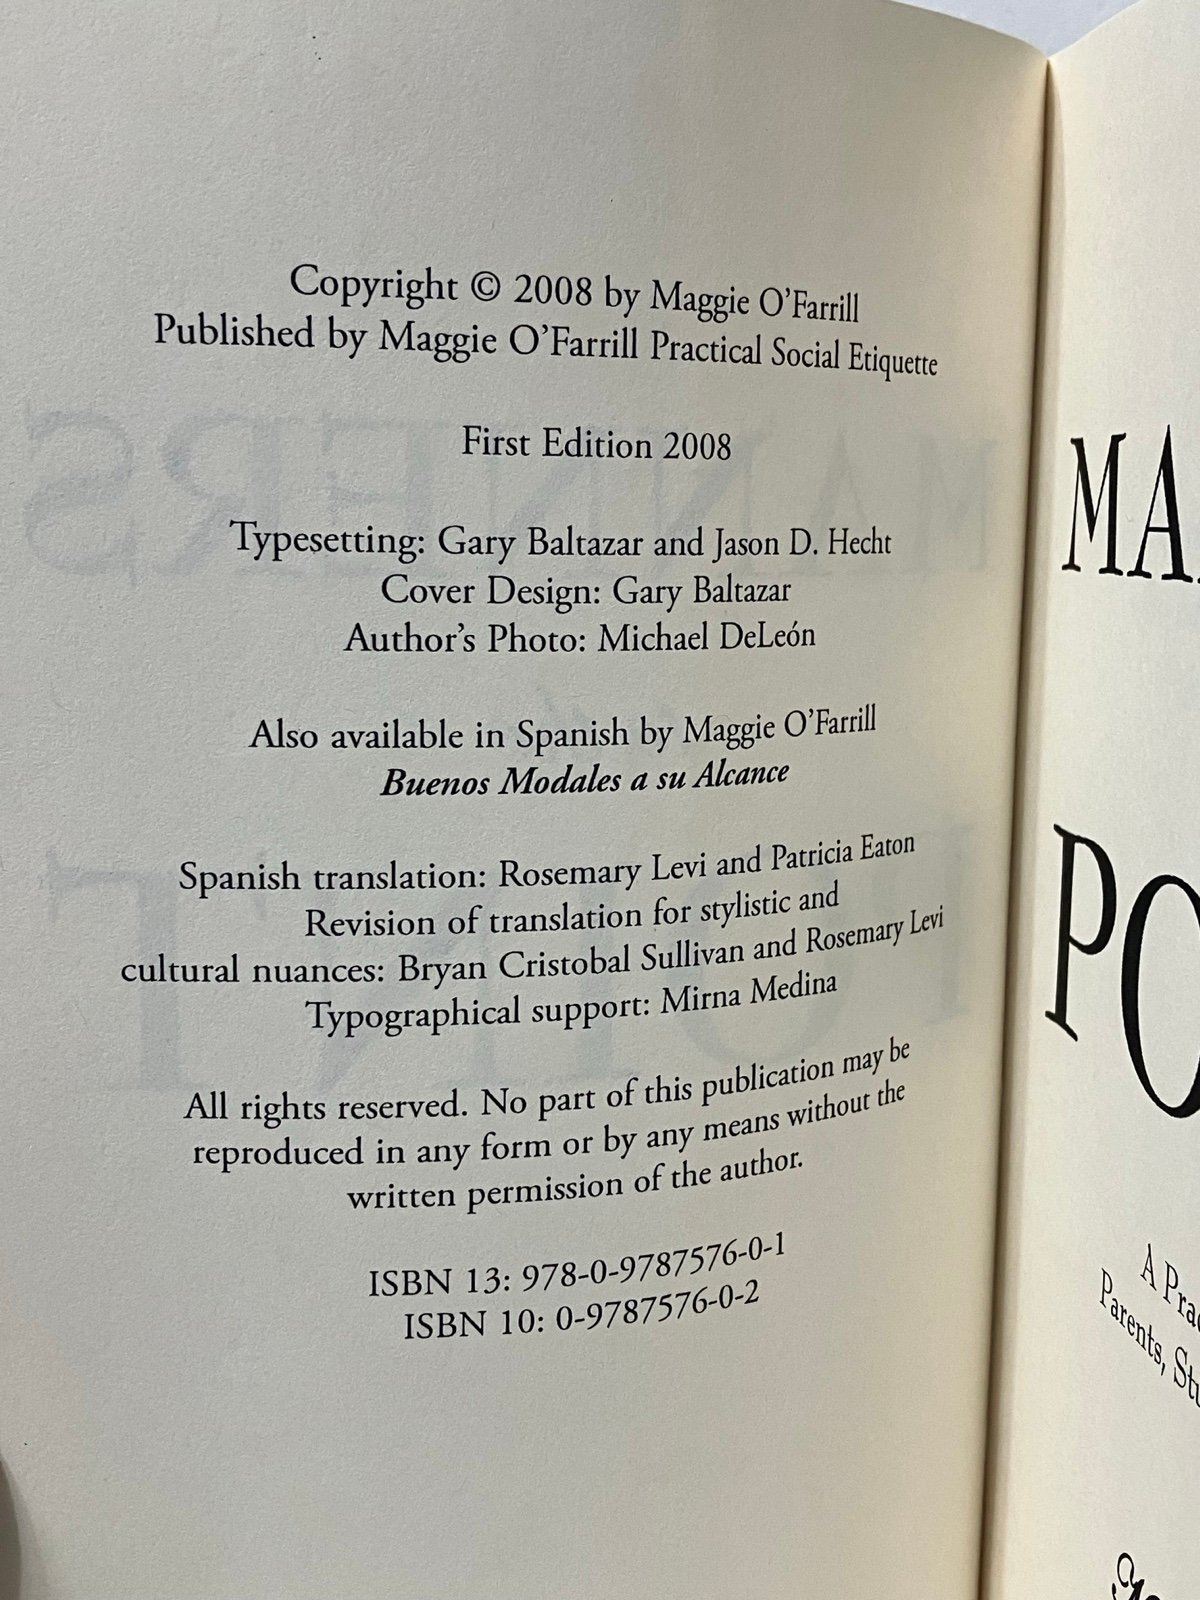 Copyright © 2008 by Maggie O'Farrill
Published by Maggie O'Farrill Practical Social Etiquette
First Edition 2008
Typesetting: Gary Baltazar and Jason D. Hecht
Cover Design: Gary Baltazar
Author's Photo: Michael DeLeón
Also available in Spanish by Maggie O'Farrill
Buenos Modales a su Alcance
Spanish translation: Rosemary Levi and Patricia Eaton
Revision of translation for stylistic and
cultural nuances: Bryan Cristobal Sullivan and Rosemary Levi
Typographical support: Mirna Medina
All rights reserved. No part of this publication may be
reproduced in any form or by any means without the
written permission of the author.
ISBN 13: 978-0-9787576-0-1
ISBN 10: 0-9787576-0-2
MA
PO
A Prac
Parents, Stu